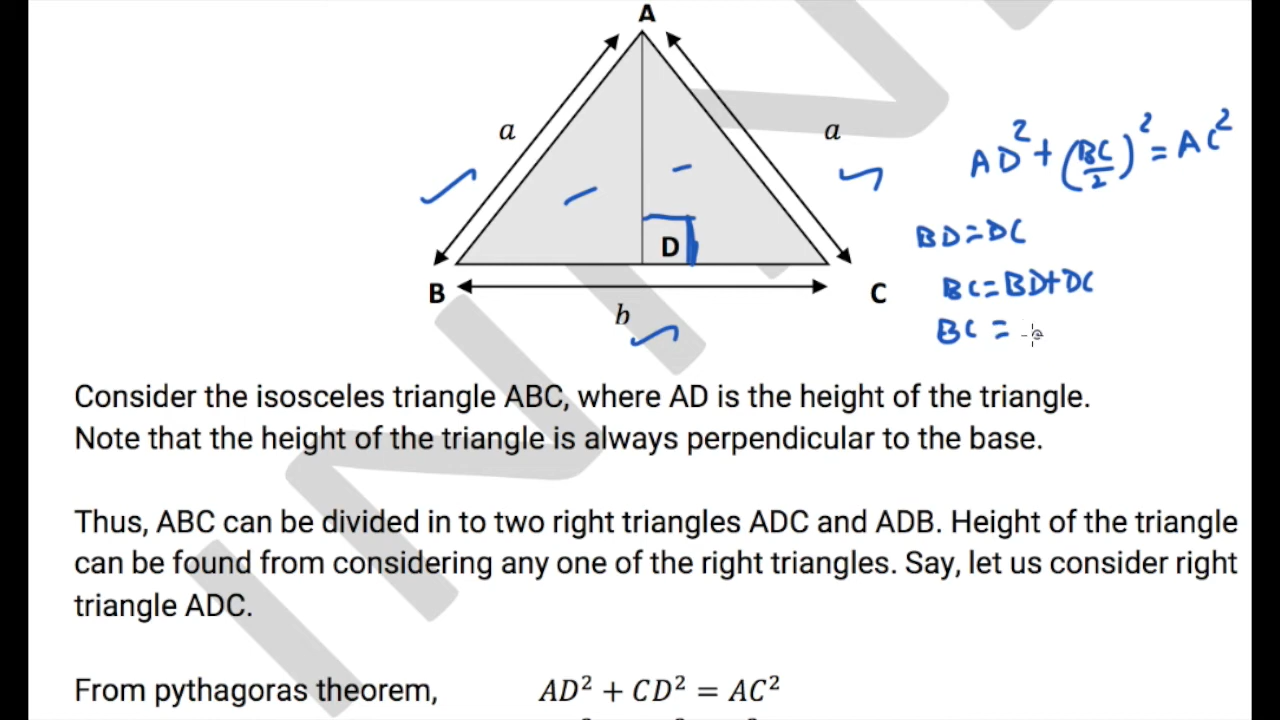 A
a
a
AD² + (BC/2)² = AC²
BD = DC
D
B
C
BC = BD + DC
b
BC =
Consider the isosceles triangle ABC, where AD is the height of the triangle.
Note that the height of the triangle is always perpendicular to the base.
Thus, ABC can be divided in to two right triangles ADC and ADB. Height of the triangle
can be found from considering any one of the right triangles. Say, let us consider right
triangle ADC.
From pythagoras theorem, AD² + CD² = AC²